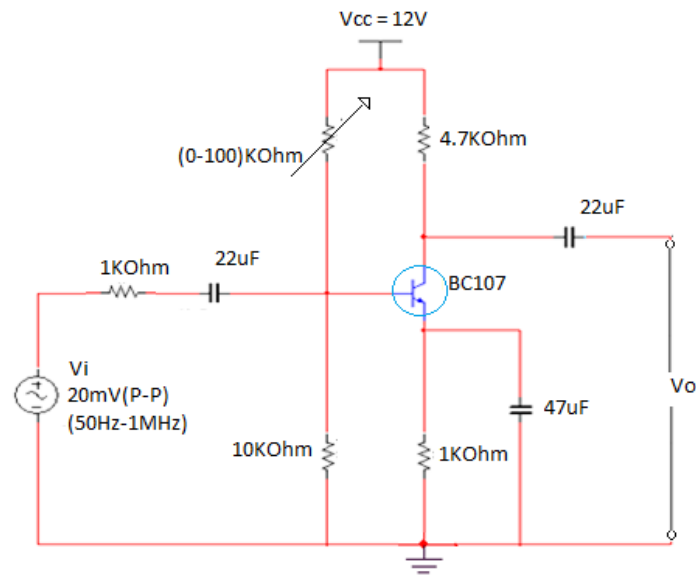 Vcc = 12V
(0-100)KOhm
4.7KOhm
22uF
1KOhm
22uF
BC107
Vi
20mV(P-P)
(50Hz-1MHz)
Vo
47uF
10KOhm
1KOhm